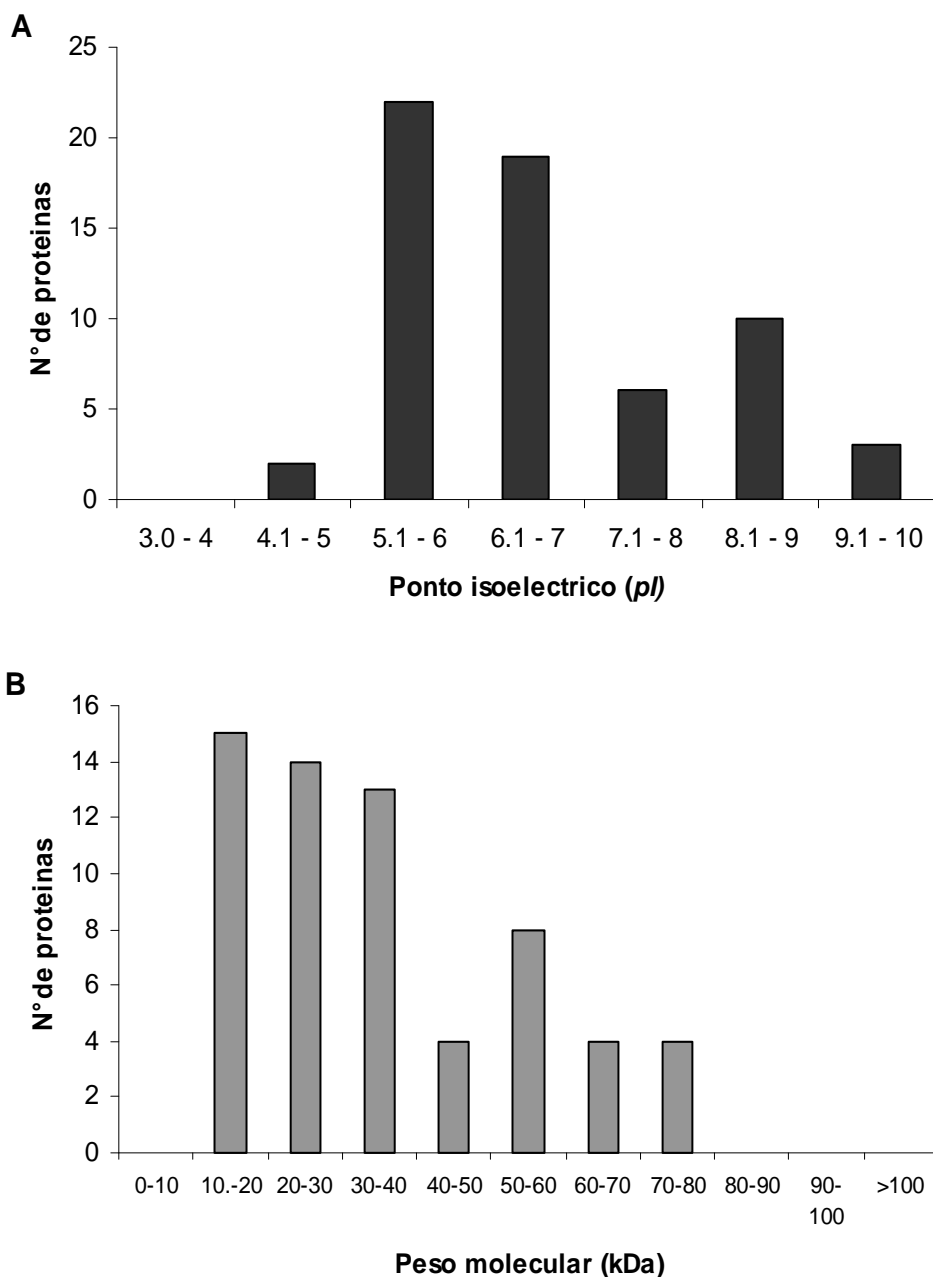 A
25
20
15
10
5
0
N° de proteinas
3.0 - 4 4.1 - 5 5.1 - 6 6.1 - 7 7.1 - 8 8.1 - 9 9.1 - 10
Ponto isoelectrico (pI)
B
16
14
12
10
8
6
4
2
0
N° de proteinas
0-10 10.-20 20-30 30-40 40-50 50-60 60-70 70-80 80-90 90- >100
100
Peso molecular (kDa)